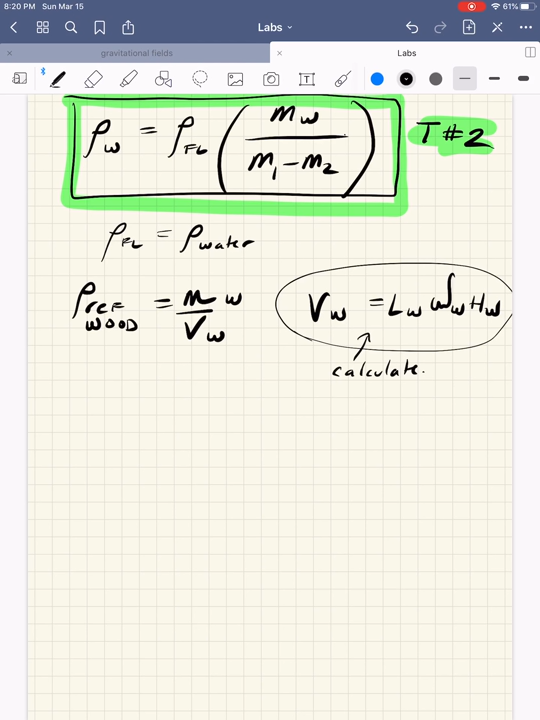 8:20 PM Sun Mar 15
61%
Labs
gravitational fields
Labs
ρw = ρFL (mw / m1 - m2)
T#2
ρFL = ρwater
ρref wood = mw / Vw
Vw = Lw ωw Hw
calculate.